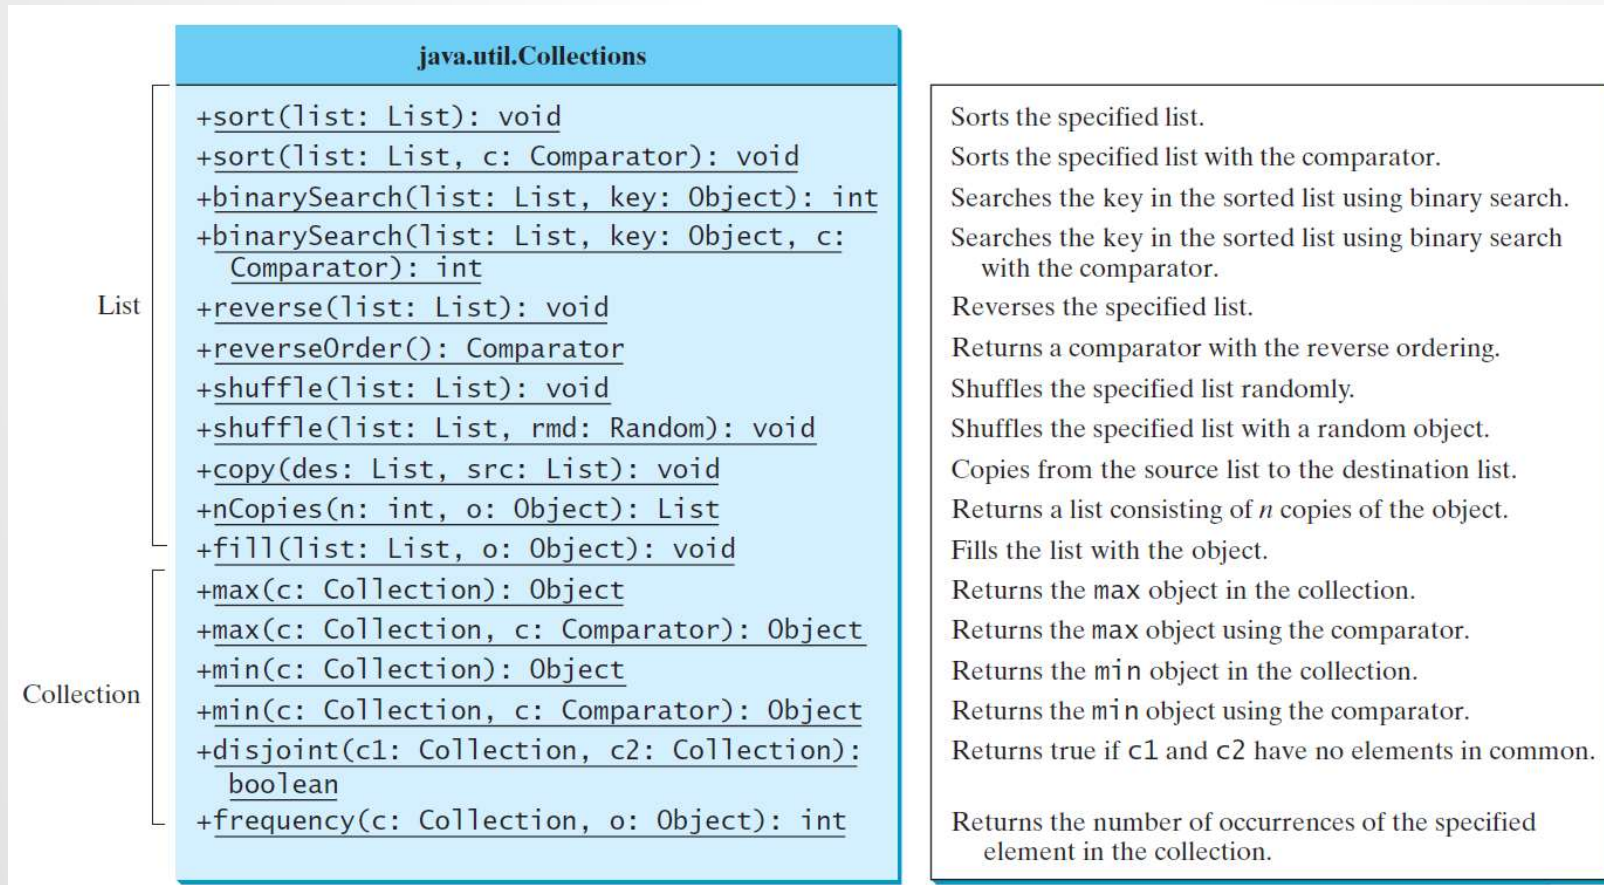 java.util.Collections
List
+sort(list: List): void
Sorts the specified list.
+sort(list: List, c: Comparator): void
Sorts the specified list with the comparator.
+binarySearch(list: List, key: Object): int
Searches the key in the sorted list using binary search.
+binarySearch(list: List, key: Object, c:
Comparator): int
Searches the key in the sorted list using binary search
with the comparator.
+reverse(list: List): void
Reverses the specified list.
+reverseOrder(): Comparator
Returns a comparator with the reverse ordering.
+shuffle(list: List): void
Shuffles the specified list randomly.
+shuffle(list: List, rmd: Random): void
Shuffles the specified list with a random object.
+copy(des: List, src: List): void
Copies from the source list to the destination list.
+nCopies(n: int, o: Object): List
Returns a list consisting of n copies of the object.
+fill(list: List, o: Object): void
Fills the list with the object.
Collection
+max(c: Collection): Object
Returns the max object in the collection.
+max(c: Collection, c: Comparator): Object
Returns the max object using the comparator.
+min(c: Collection): Object
Returns the min object in the collection.
+min(c: Collection, c: Comparator): Object
Returns the min object using the comparator.
+disjoint(c1: Collection, c2: Collection):
boolean
Returns true if c1 and c2 have no elements in common.
+frequency(c: Collection, o: Object): int
Returns the number of occurrences of the specified
element in the collection.